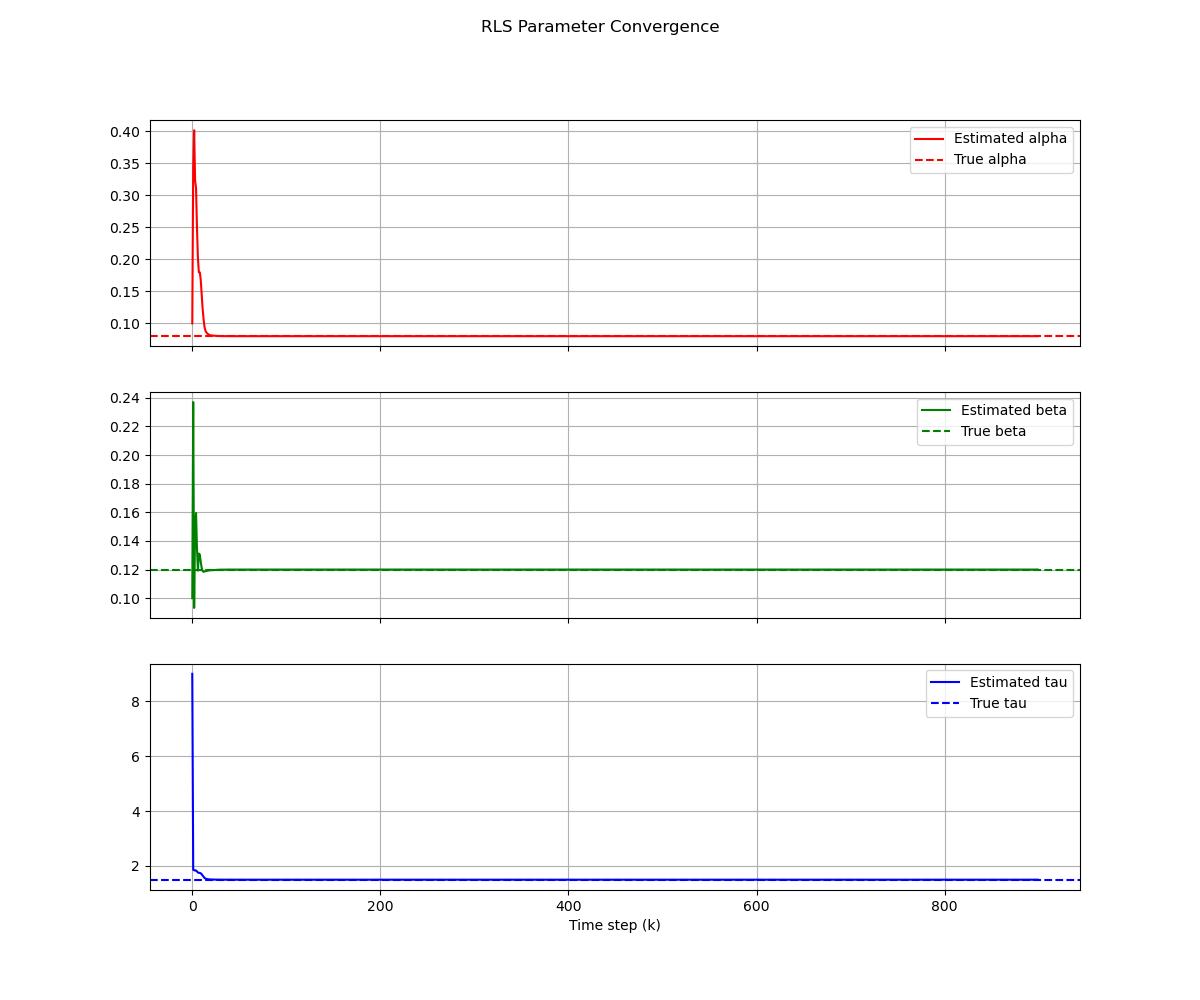 RLS Parameter Convergence
0.40
0.35
0.30
0.25
0.20
0.15
0.10
Estimated alpha
True alpha
0.24
0.22
0.20
0.18
0.16
0.14
0.12
0.10
Estimated beta
True beta
8
6
4
2
Estimated tau
True tau
0 200 400 600 800
Time step (k)